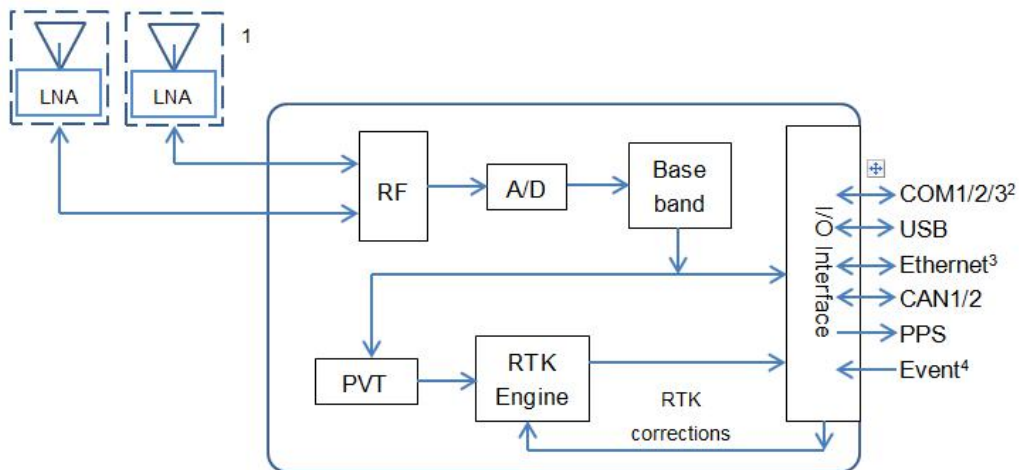 1
LNA
LNA
RF
A/D
Base
band
I/O Interface
COM1/2/3²
USB
Ethernet³
CAN1/2
PPS
Event⁴
PVT
RTK
Engine
RTK
corrections